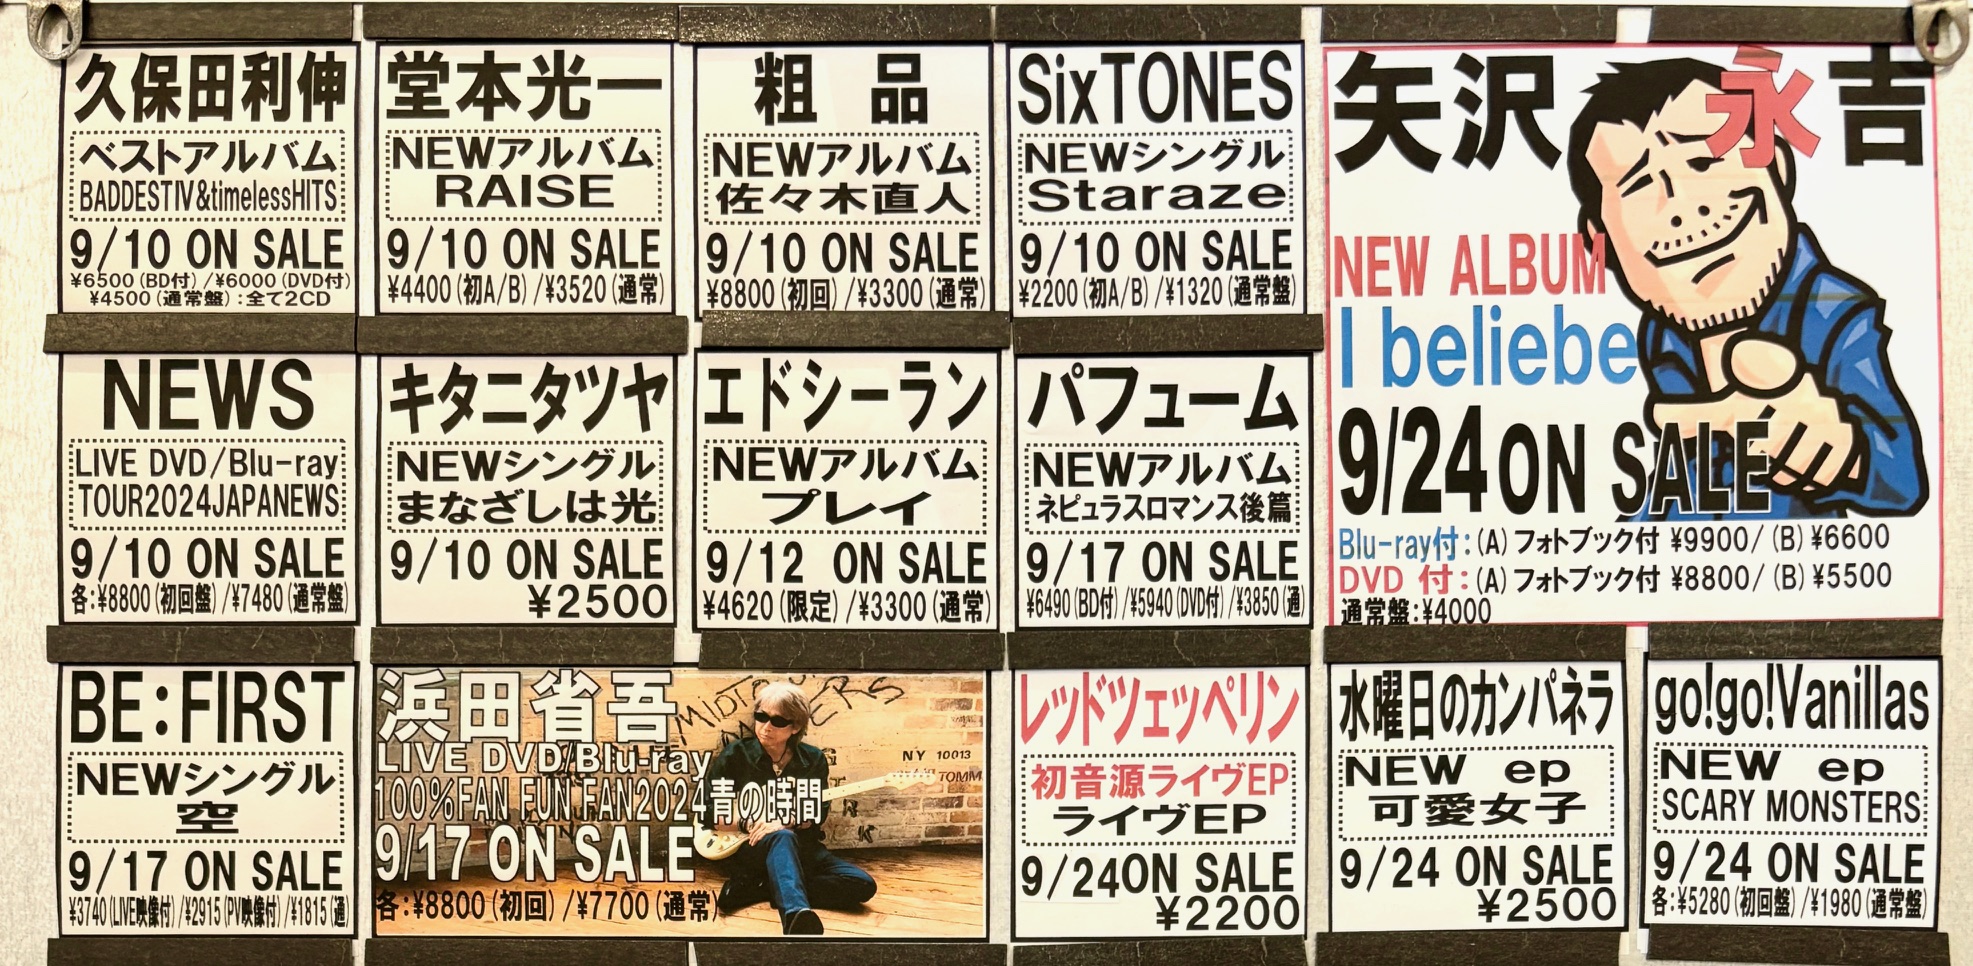 久保田利伸
ベストアルバム
BADDESTIV&timelessHITS
9/10 ON SALE
¥6500(BD付)/¥6000(DVD付)
¥4500(通常盤):全て2CD
堂本光一
NEWアルバム
RAISE
9/10 ON SALE
¥4400(初A/B)/¥3520(通常)
粗 品
NEWアルバム
佐々木直人
9/10 ON SALE
¥8800(初回)/¥3300(通常)
SixTONES
NEWシングル
Staraze
9/10 ON SALE
¥2200(初A/B)/¥1320(通常盤)
矢沢永吉
NEW ALBUM
I beliebe
9/24 ON SALE
Blu-ray付:(A)フォトブック付 ¥9900/(B)¥6600
DVD 付:(A)フォトブック付 ¥8800/(B)¥5500
通常盤:¥4000
NEWS
LIVE DVD/Blu-ray
TOUR2024JAPANEWS
9/10 ON SALE
各:¥8800(初回盤)/¥7480(通常盤)
キタニタツヤ
NEWシングル
まなざしは光
9/10 ON SALE
¥2500
エドシーラン
NEWアルバム
プレイ
9/12 ON SALE
¥4620(限定)/¥3300(通常)
パフューム
NEWアルバム
ネピュラスロマンス後篇
9/17 ON SALE
¥6490(BD付)/¥5940(DVD付)/¥3850(通)
BE:FIRST
NEWシングル
空
9/17 ON SALE
¥3740(LIVE映像付)/¥2915(PV映像付)/¥1815(通)
浜田省吾
LIVE DVD/Blu-ray
100%FAN FUN FAN2024青の時間
9/17 ON SALE
各:¥8800(初回)/¥7700(通常)
NY 10013
TOMM
レッドツェッペリン
初音源ライヴEP
ライヴEP
9/24ON SALE
¥2200
水曜日のカンパネラ
NEW ep
可愛女子
9/24 ON SALE
¥2500
go!go!Vanillas
NEW ep
SCARY MONSTERS
9/24 ON SALE
各:¥5280(初回盤)/¥1980(通常盤)